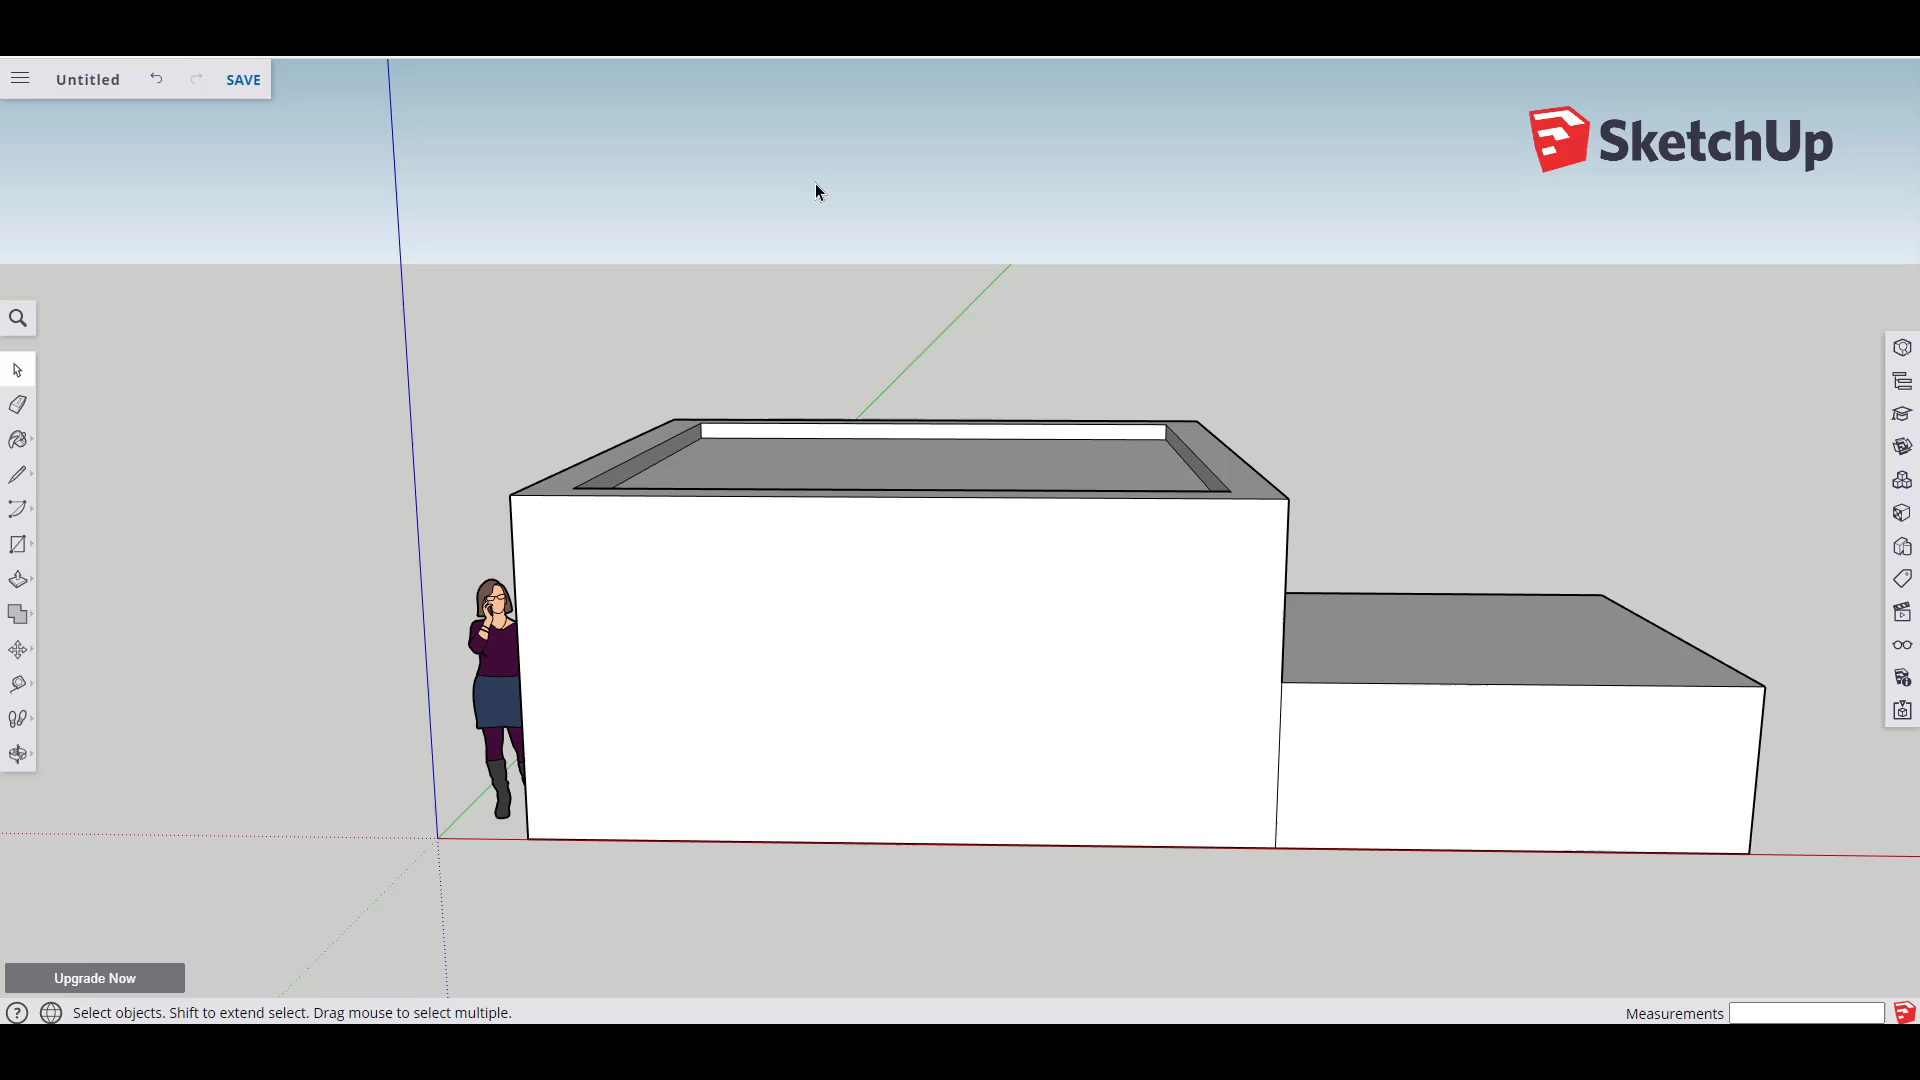 Untitled
SAVE
SketchUp
Upgrade Now
?
Select objects. Shift to extend select. Drag mouse to select multiple.
Measurements